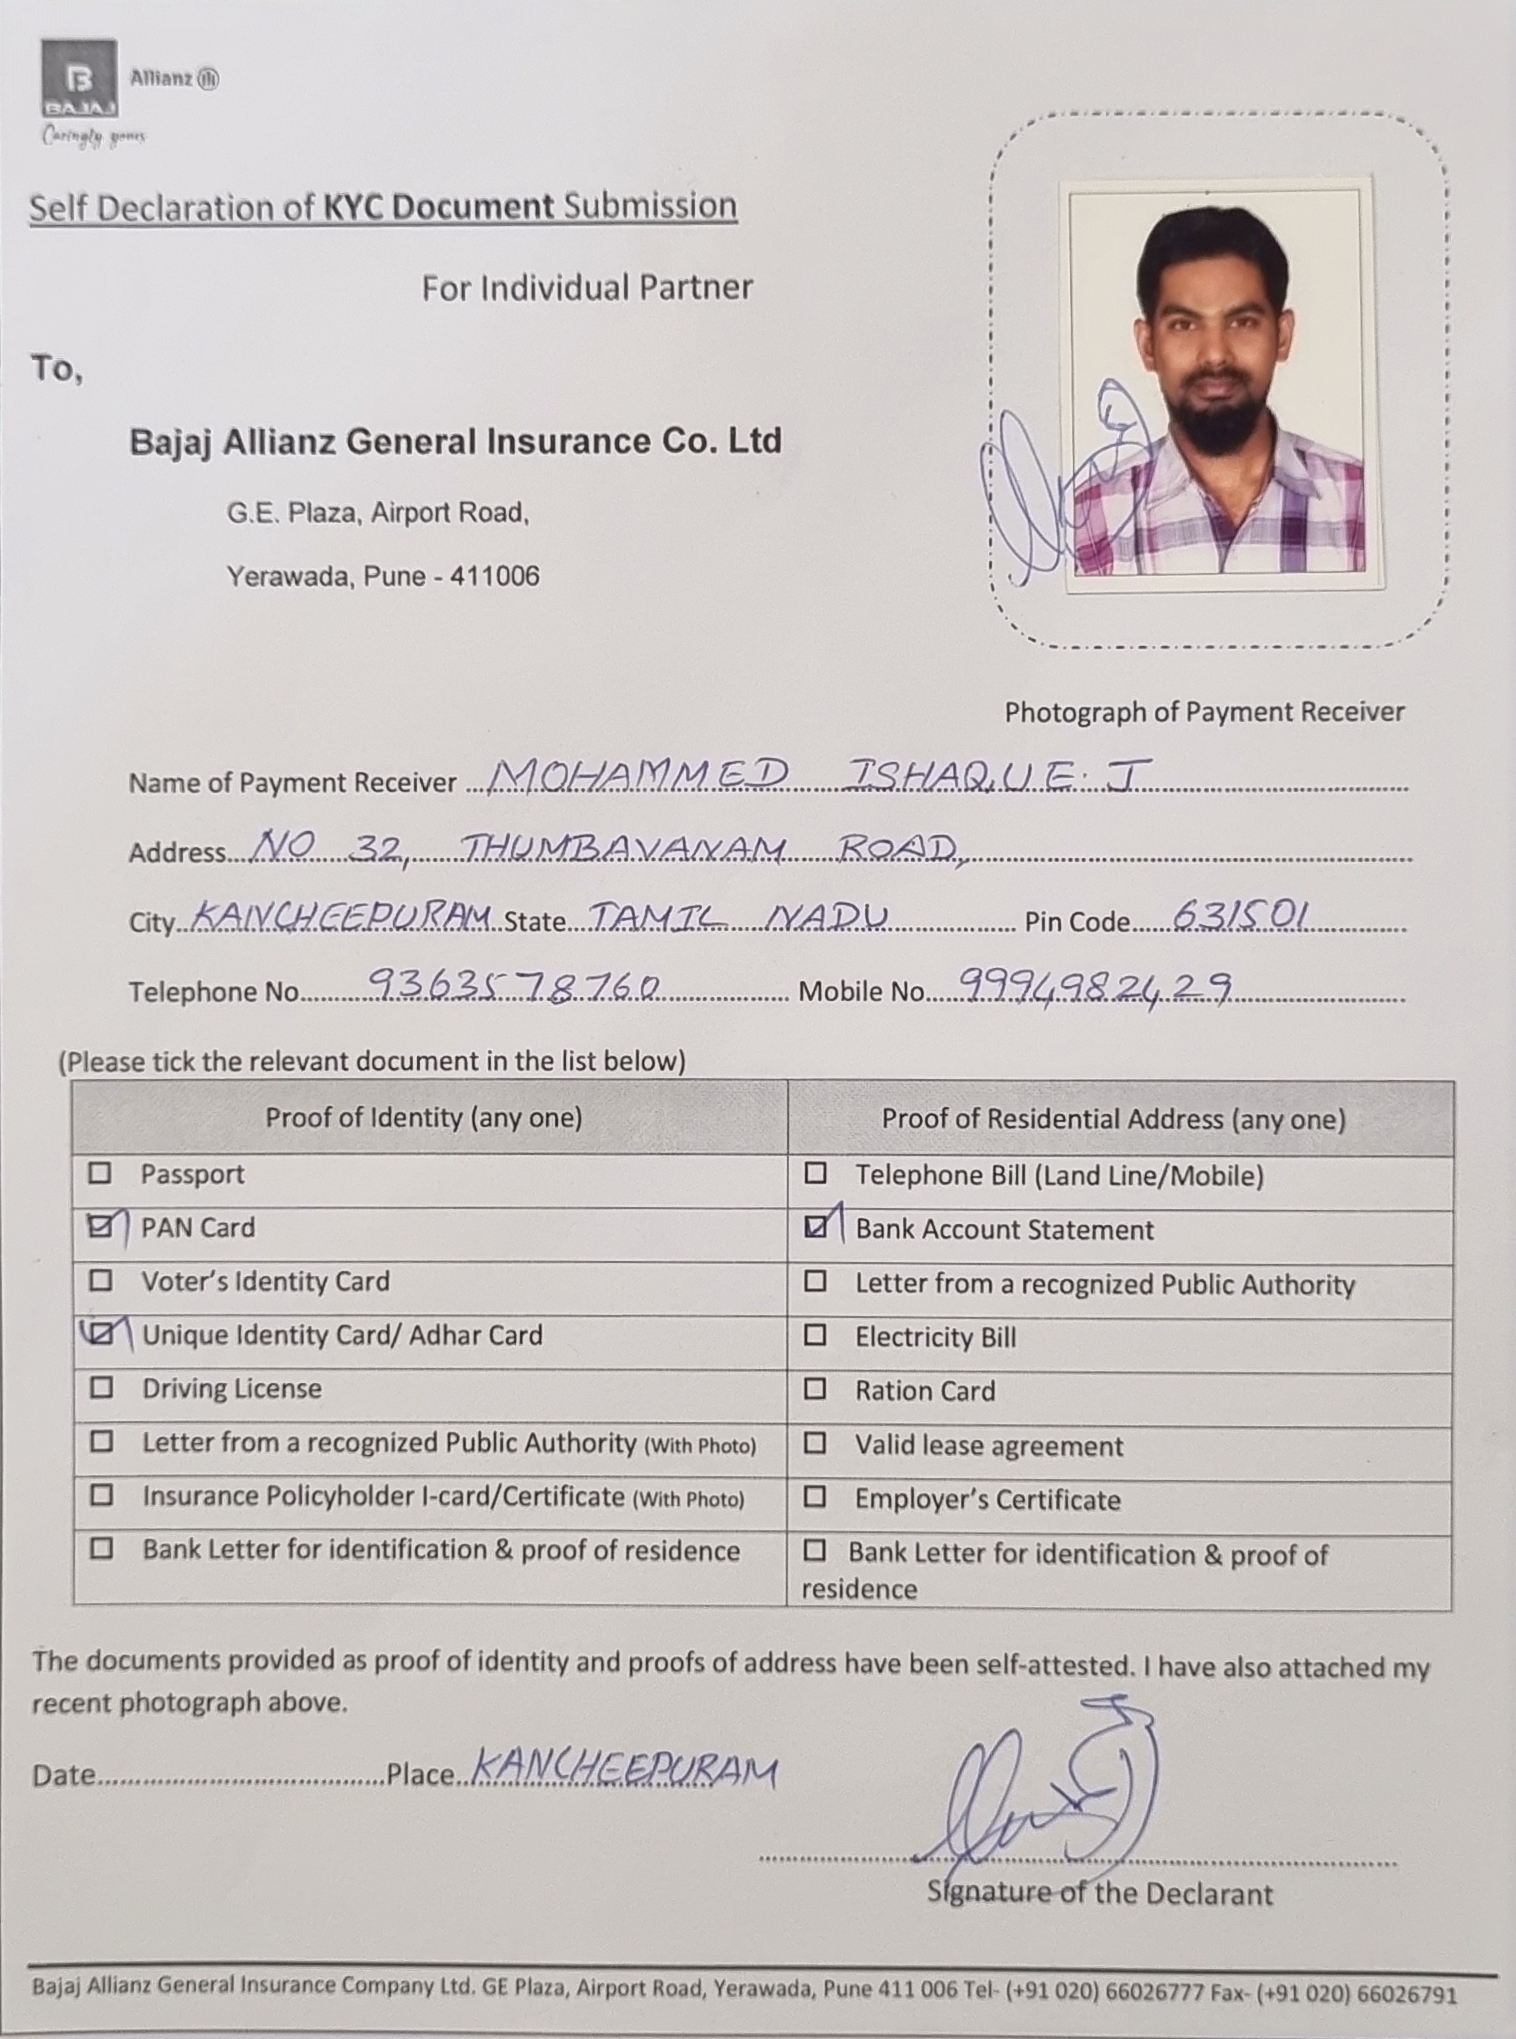 B
BAJAJ
Allianz
Caringly yours
Self Declaration of KYC Document Submission
For Individual Partner
To,
Bajaj Allianz General Insurance Co. Ltd
G.E. Plaza, Airport Road,
Yerawada, Pune - 411006
Photograph of Payment Receiver
Name of Payment Receiver ... MOHAMMED ISHAQUE. J
Address... NO 32, THUMBAVANAM ROAD,
City.. KANCHEEPURAM State... TAMIL NADU Pin Code... 631501
Telephone No... 9363578760 Mobile No... 9994982429
(Please tick the relevant document in the list below)
Proof of Identity (any one) Proof of Residential Address (any one)
☐ Passport ☐ Telephone Bill (Land Line/Mobile)
☑ PAN Card ☑ Bank Account Statement
☐ Voter's Identity Card ☐ Letter from a recognized Public Authority
☑ Unique Identity Card/ Adhar Card ☐ Electricity Bill
☐ Driving License ☐ Ration Card
☐ Letter from a recognized Public Authority (With Photo) ☐ Valid lease agreement
☐ Insurance Policyholder I-card/Certificate (With Photo) ☐ Employer's Certificate
☐ Bank Letter for identification & proof of residence ☐ Bank Letter for identification & proof of
residence
The documents provided as proof of identity and proofs of address have been self-attested. I have also attached my
recent photograph above.
Date... Place.. KANCHEEPURAM
Signature of the Declarant
Bajaj Allianz General Insurance Company Ltd. GE Plaza, Airport Road, Yerawada, Pune 411 006 Tel- (+91 020) 66026777 Fax- (+91 020) 66026791